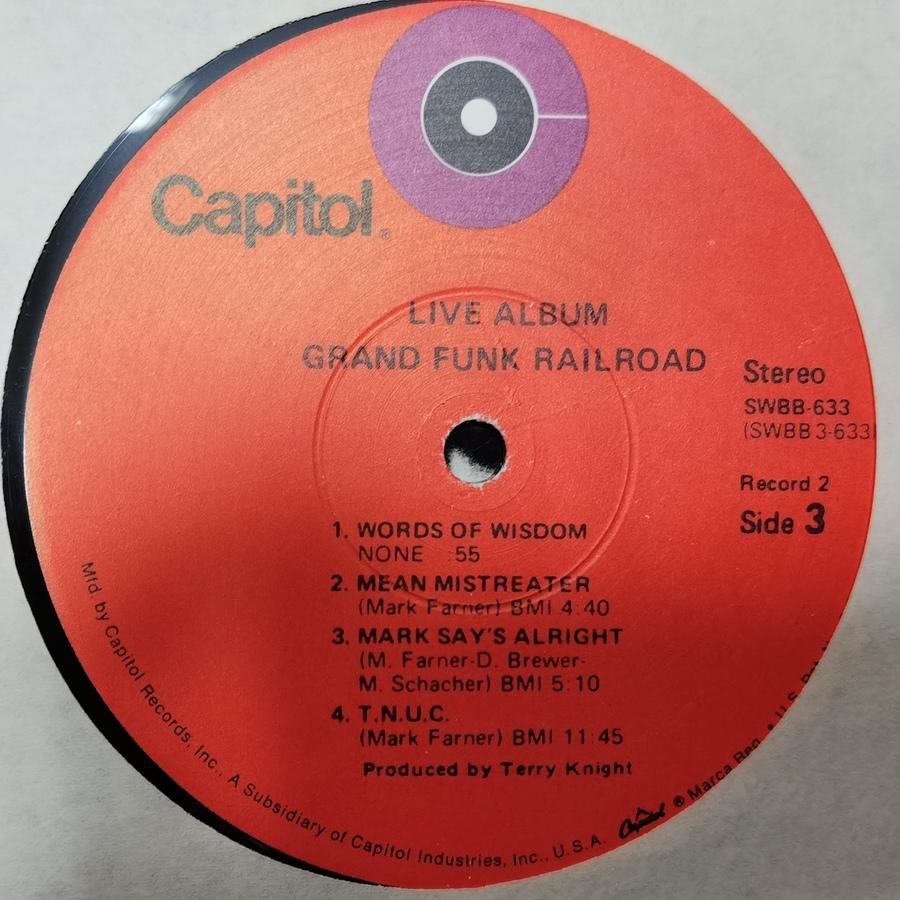 Capitol®
LIVE ALBUM
GRAND FUNK RAILROAD
Stereo
SWBB-633
(SWBB 3-633)
Record 2
Side 3
1. WORDS OF WISDOM
NONE :55
2. MEAN MISTREATER
(Mark Farner) BMI 4:40
3. MARK SAY'S ALRIGHT
(M. Farner-D. Brewer-
M. Schacher) BMI 5:10
4. T.N.U.C.
(Mark Farner) BMI 11:45
Produced by Terry Knight
Mfd. by Capitol Records, Inc., A Subsidiary of Capitol Industries, Inc., U.S.A. Capitol ® Marca Reg. • U.S.